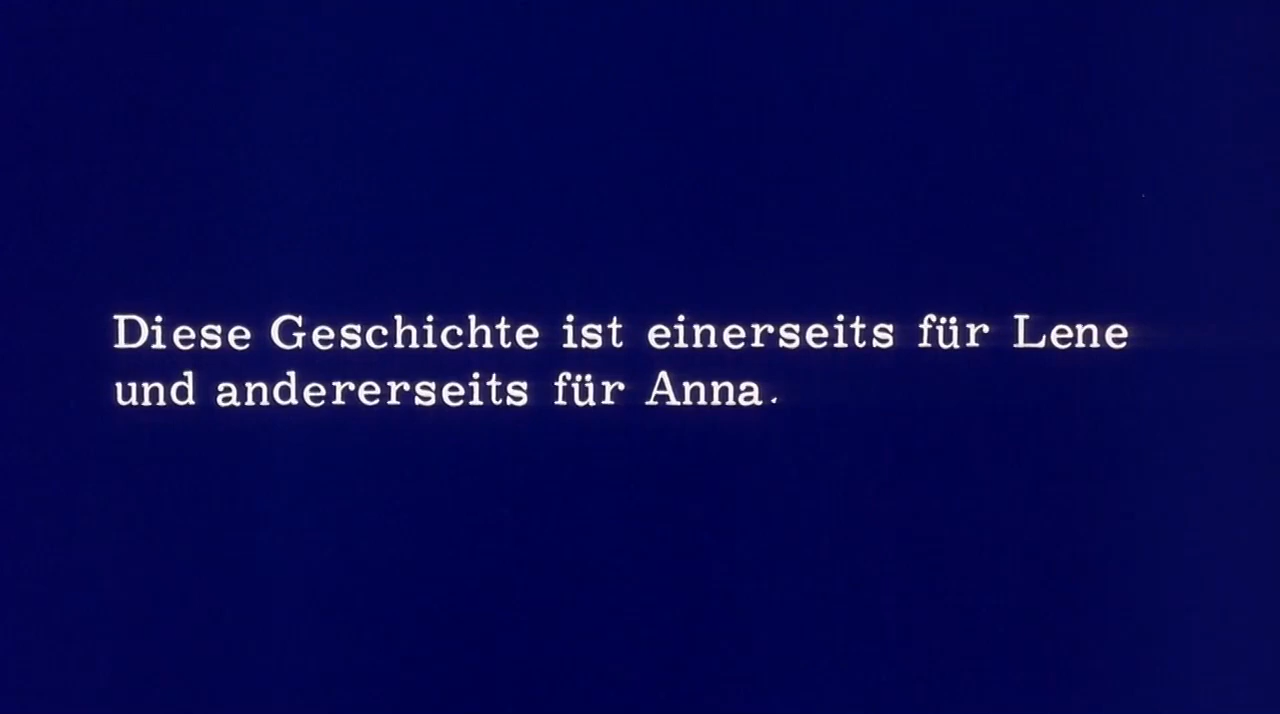 Diese Geschichte ist einerseits für Lene
und andererseits für Anna.